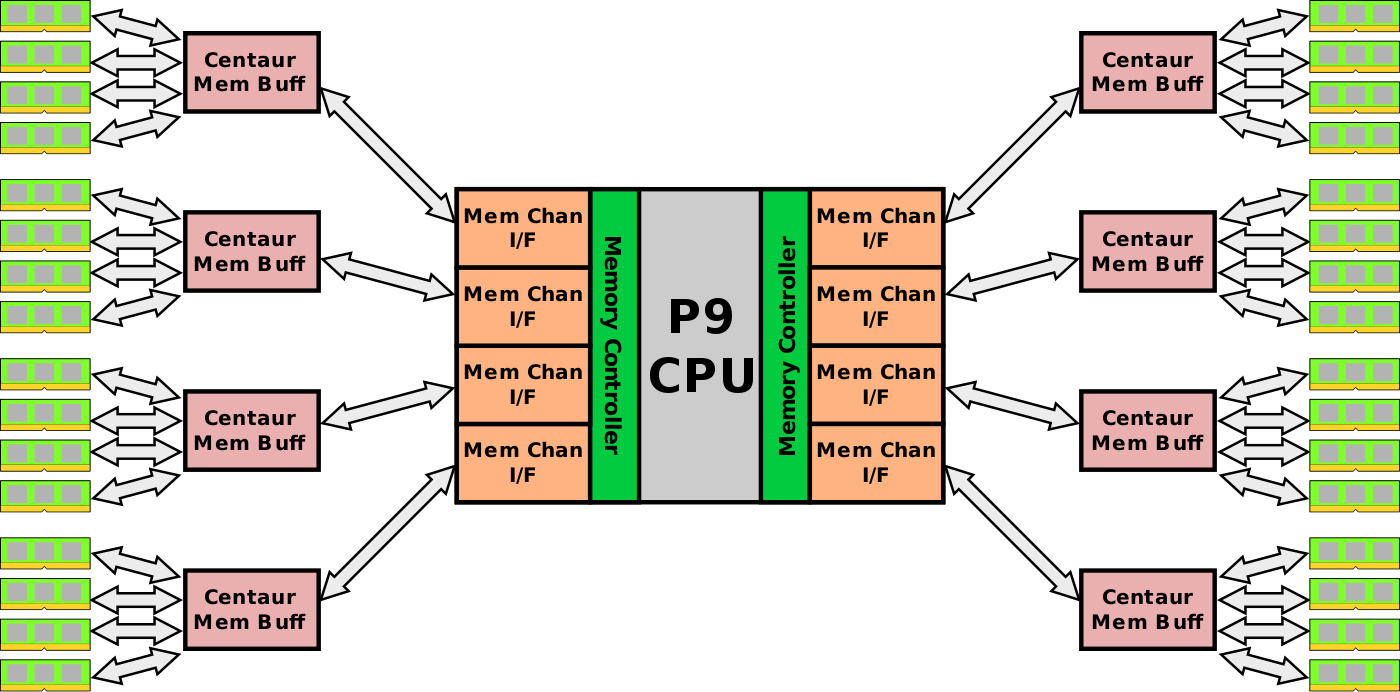 Centaur
Mem Buff
Centaur
Mem Buff
Centaur
Mem Buff
Centaur
Mem Buff
Mem Chan
I/F
Mem Chan
I/F
Mem Chan
I/F
Mem Chan
I/F
Memory Controller
P9
CPU
Memory Controller
Mem Chan
I/F
Mem Chan
I/F
Mem Chan
I/F
Mem Chan
I/F
Centaur
Mem Buff
Centaur
Mem Buff
Centaur
Mem Buff
Centaur
Mem Buff